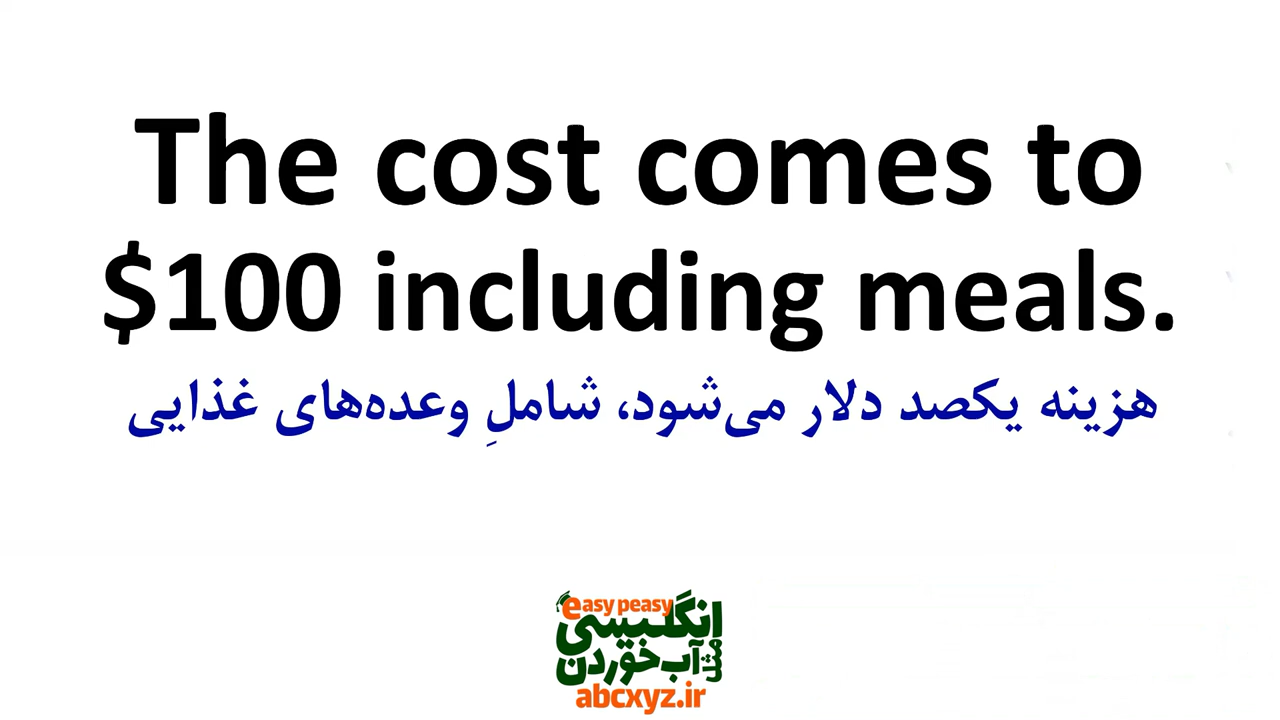 The cost comes to
$100 including meals.
هزینه یکصد دلار می‌شود، شاملِ وعده‌های غذایی
easy peasy
انگلیسی
مثل آب خوردن
abcxyz.ir